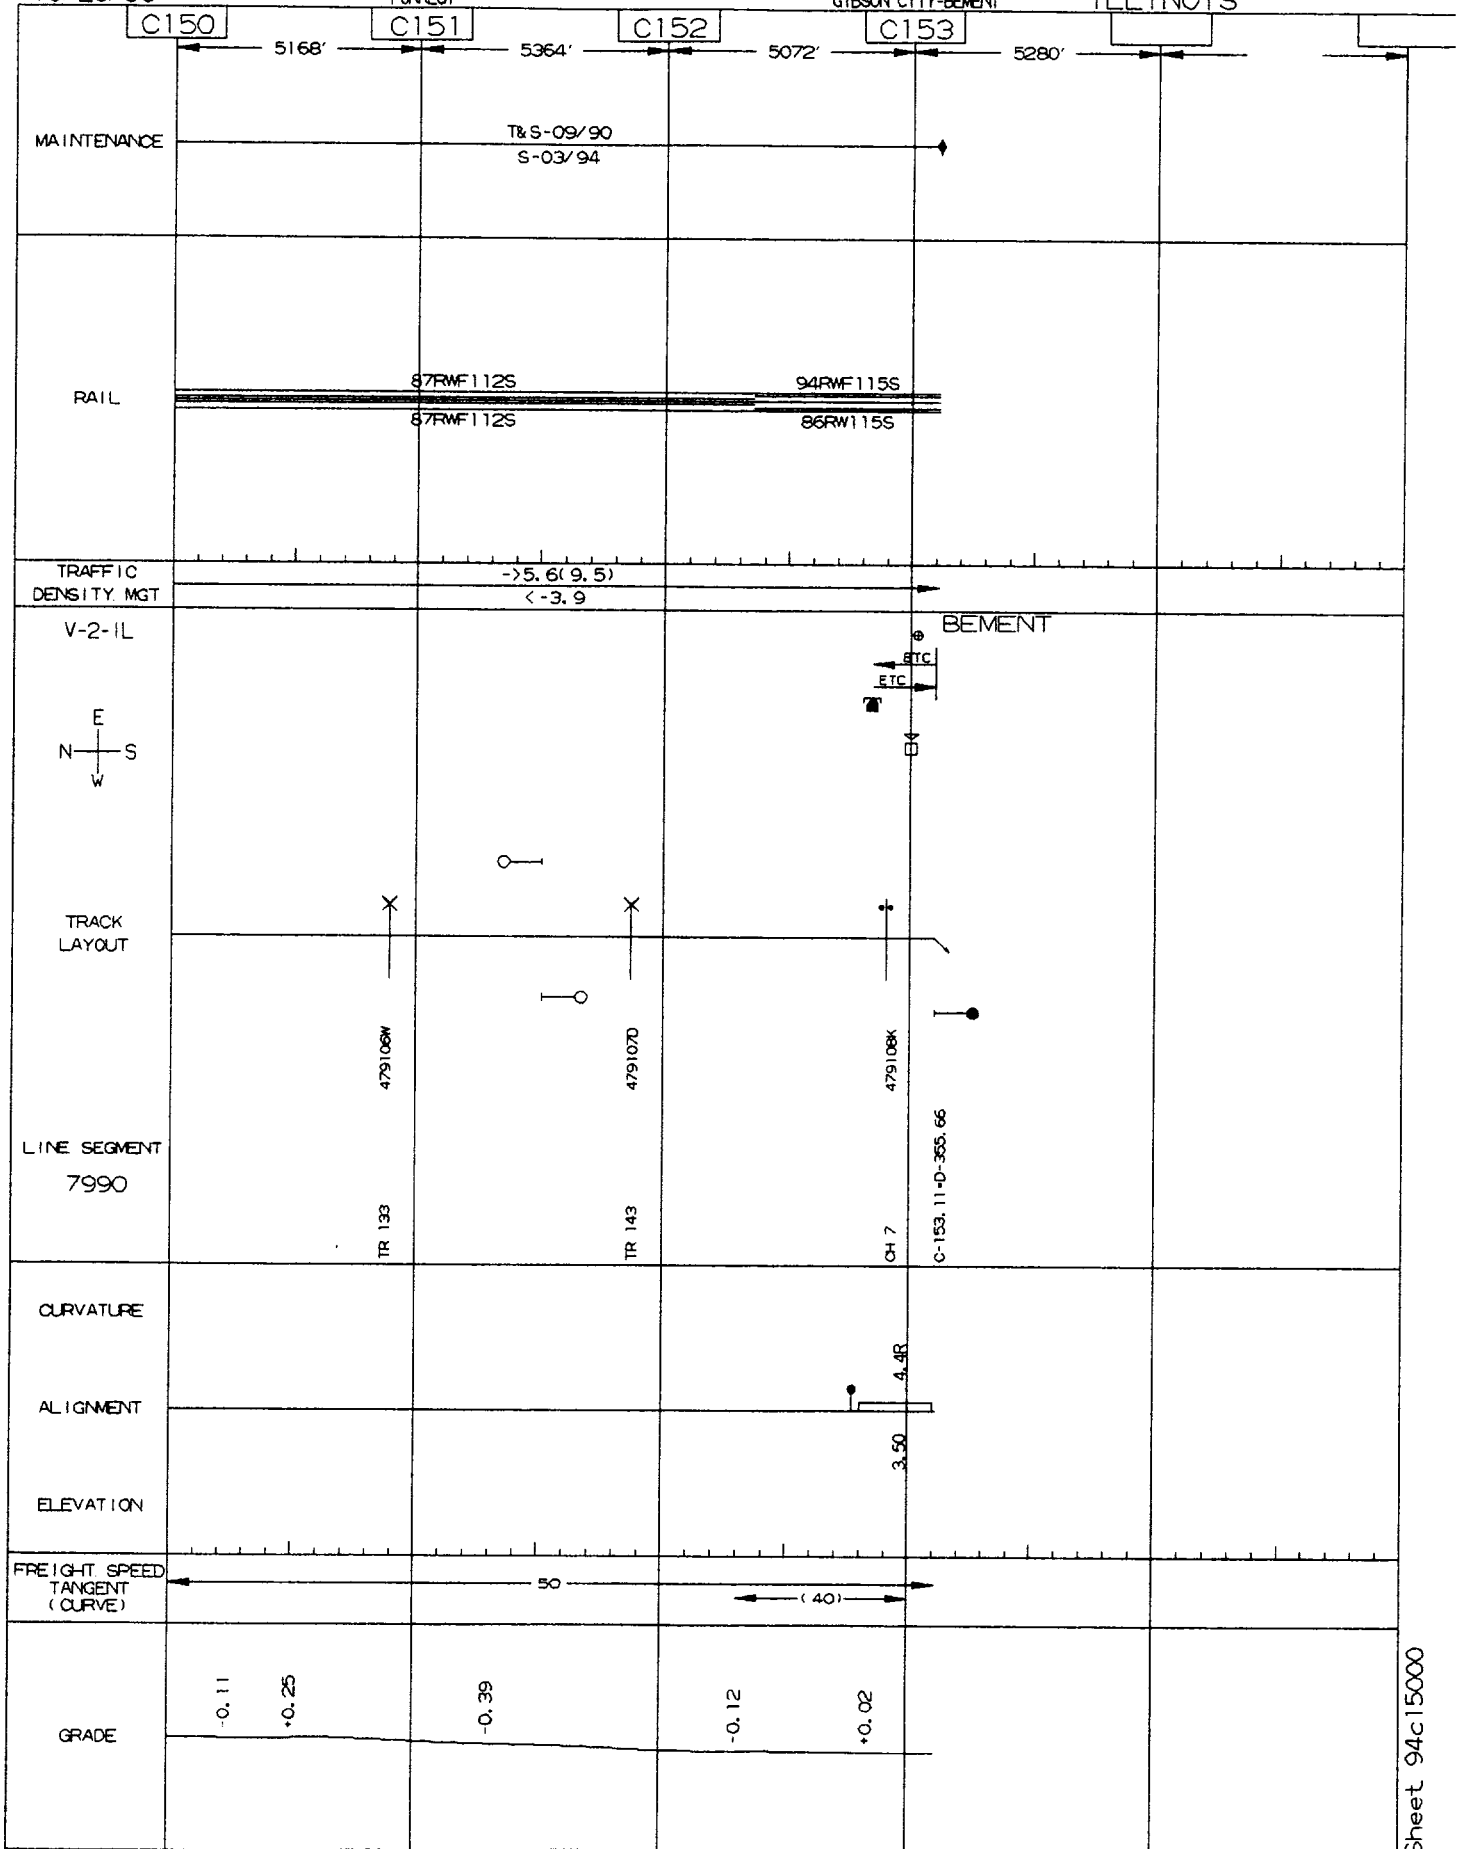 GIBSON CITY-BEMENT
ILLINOIS
C150
C151
C152
C153
5168'
5364'
5072'
5280'
MAINTENANCE
T&S-09/90
S-03/94
RAIL
87RWF112S
94RWF115S
87RWF112S
86RW115S
TRAFFIC
DENSITY. MGT
->5.6(9.5)
<-3.9
V-2-IL
BEMENT
ETC
ETC
E
N
S
W
TRACK
LAYOUT
479106W
479107D
479108K
LINE SEGMENT
7990
TR 133
TR 143
CH 7
C-153.11=D-355.66
CURVATURE
4.4R
ALIGNMENT
3.50
ELEVATION
FREIGHT. SPEED
TANGENT
(CURVE)
50
(40)
GRADE
-0.11
+0.25
-0.39
-0.12
+0.02
Sheet 94c15000